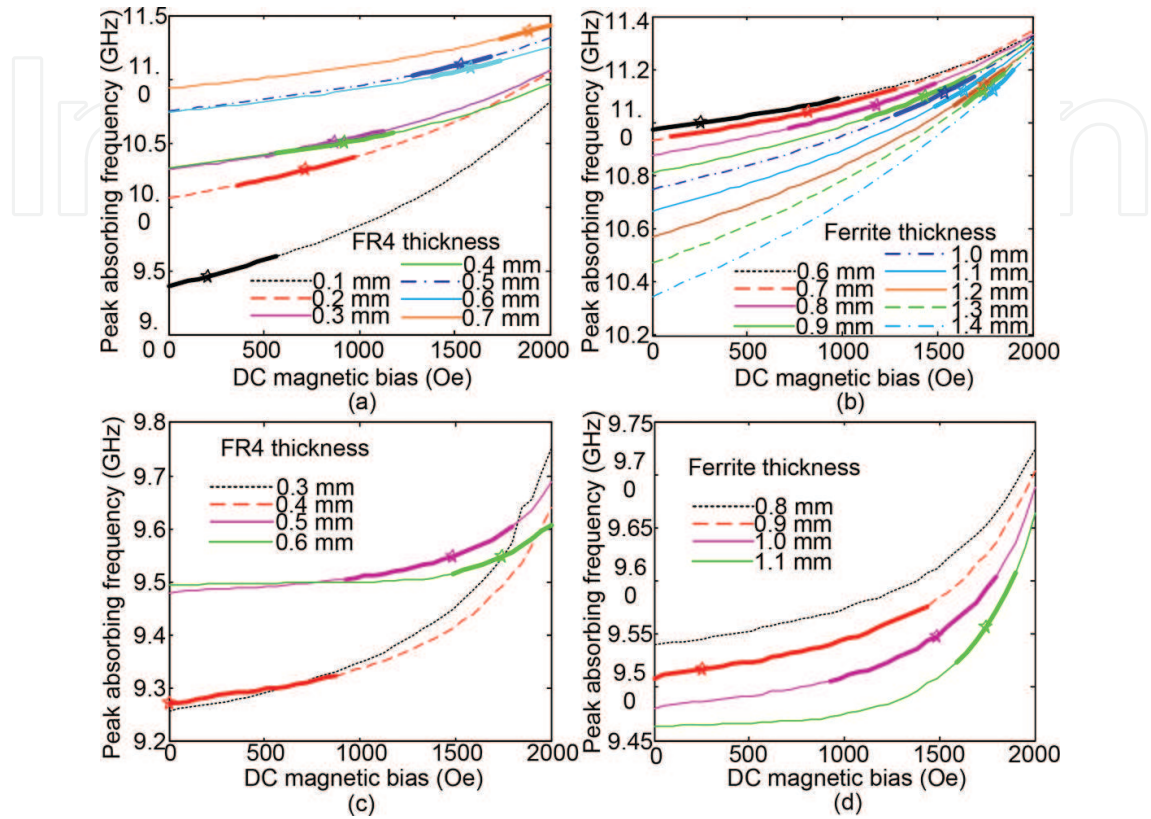 Peak absorbing frequency (GHz)
11.5
11.
0
10.5
10.
0
9.5
9.
0
0 500 1000 1500 2000
DC magnetic bias (Oe)
(a)
FR4 thickness
0.1 mm
0.2 mm
0.3 mm
0.4 mm
0.5 mm
0.6 mm
0.7 mm
Peak absorbing frequency (GHz)
11.4
11.2
11.
0
10.8
10.6
10.4
10.2
0 500 1000 1500 2000
DC magnetic bias (Oe)
(b)
Ferrite thickness
0.6 mm
0.7 mm
0.8 mm
0.9 mm
1.0 mm
1.1 mm
1.2 mm
1.3 mm
1.4 mm
Peak absorbing frequency (GHz)
9.8
9.7
9.6
9.5
9.4
9.3
9.2
0 500 1000 1500 2000
DC magnetic bias (Oe)
(c)
FR4 thickness
0.3 mm
0.4 mm
0.5 mm
0.6 mm
Peak absorbing frequency (GHz)
9.75
9.7
0
9.65
9.6
0
9.55
9.5
0
9.45
0 500 1000 1500 2000
DC magnetic bias (Oe)
(d)
Ferrite thickness
0.8 mm
0.9 mm
1.0 mm
1.1 mm